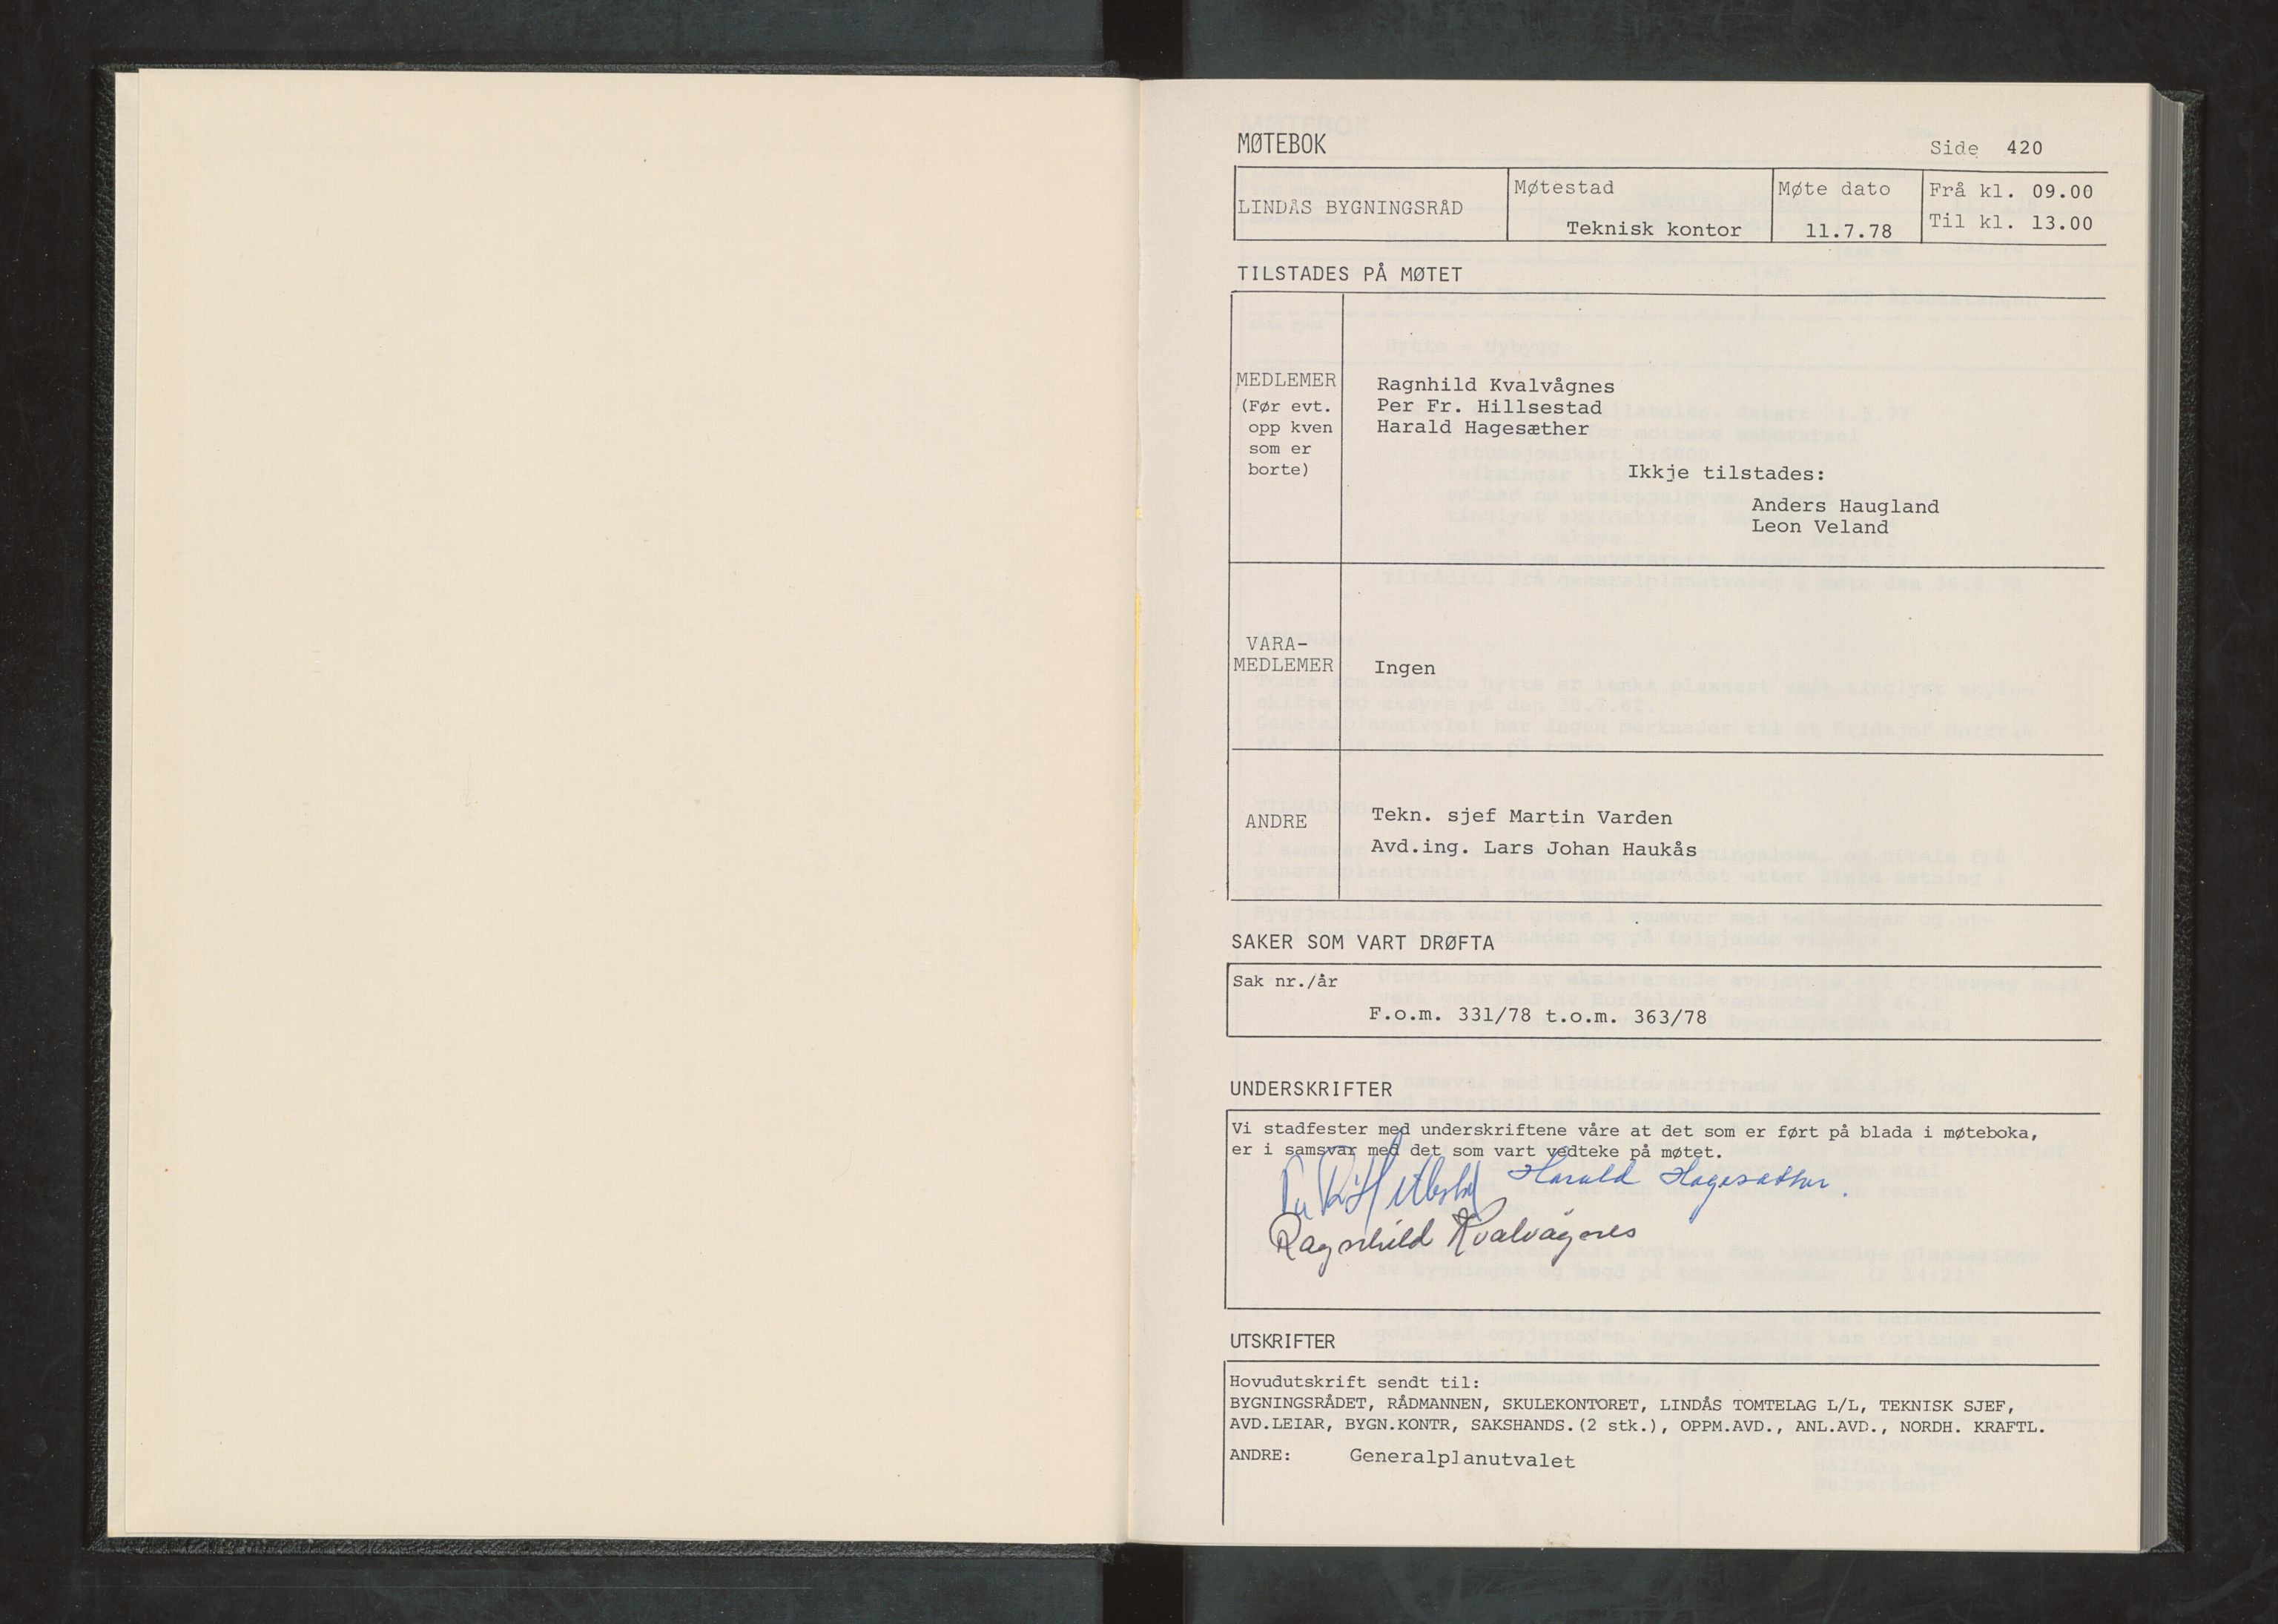 MØTEBOK
Side 420
LINDÅS BYGNINGSRÅD
Møtestad
Teknisk kontor
Møte dato
11.7.78
Frå kl. 09.00
Til kl. 13.00
TILSTADES PÅ MØTET
MEDLEMER
(Før evt.
opp kven
som er
borte)
Ragnhild Kvalvågnes
Per Fr. Hillsestad
Harald Hagesæther
Ikkje tilstades:
Anders Haugland
Leon Veland
VARA-
MEDLEMER
Ingen
ANDRE
Tekn. sjef Martin Varden
Avd.ing. Lars Johan Haukås
SAKER SOM VART DRØFTA
Sak nr./år
F.o.m. 331/78 t.o.m. 363/78
UNDERSKRIFTER
Vi stadfester med underskriftene våre at det som er ført på blada i møteboka,
er i samsvar med det som vart vedteke på møtet.
Harald Hagesæther.
Ragnhild Kvalvågnes
UTSKRIFTER
Hovudutskrift sendt til:
BYGNINGSRÅDET, RÅDMANNEN, SKULEKONTORET, LINDÅS TOMTELAG L/L, TEKNISK SJEF,
AVD.LEIAR, BYGN.KONTR, SAKSHANDS.(2 stk.), OPPM.AVD., ANL.AVD., NORDH. KRAFTL.
ANDRE: Generalplanutvalet